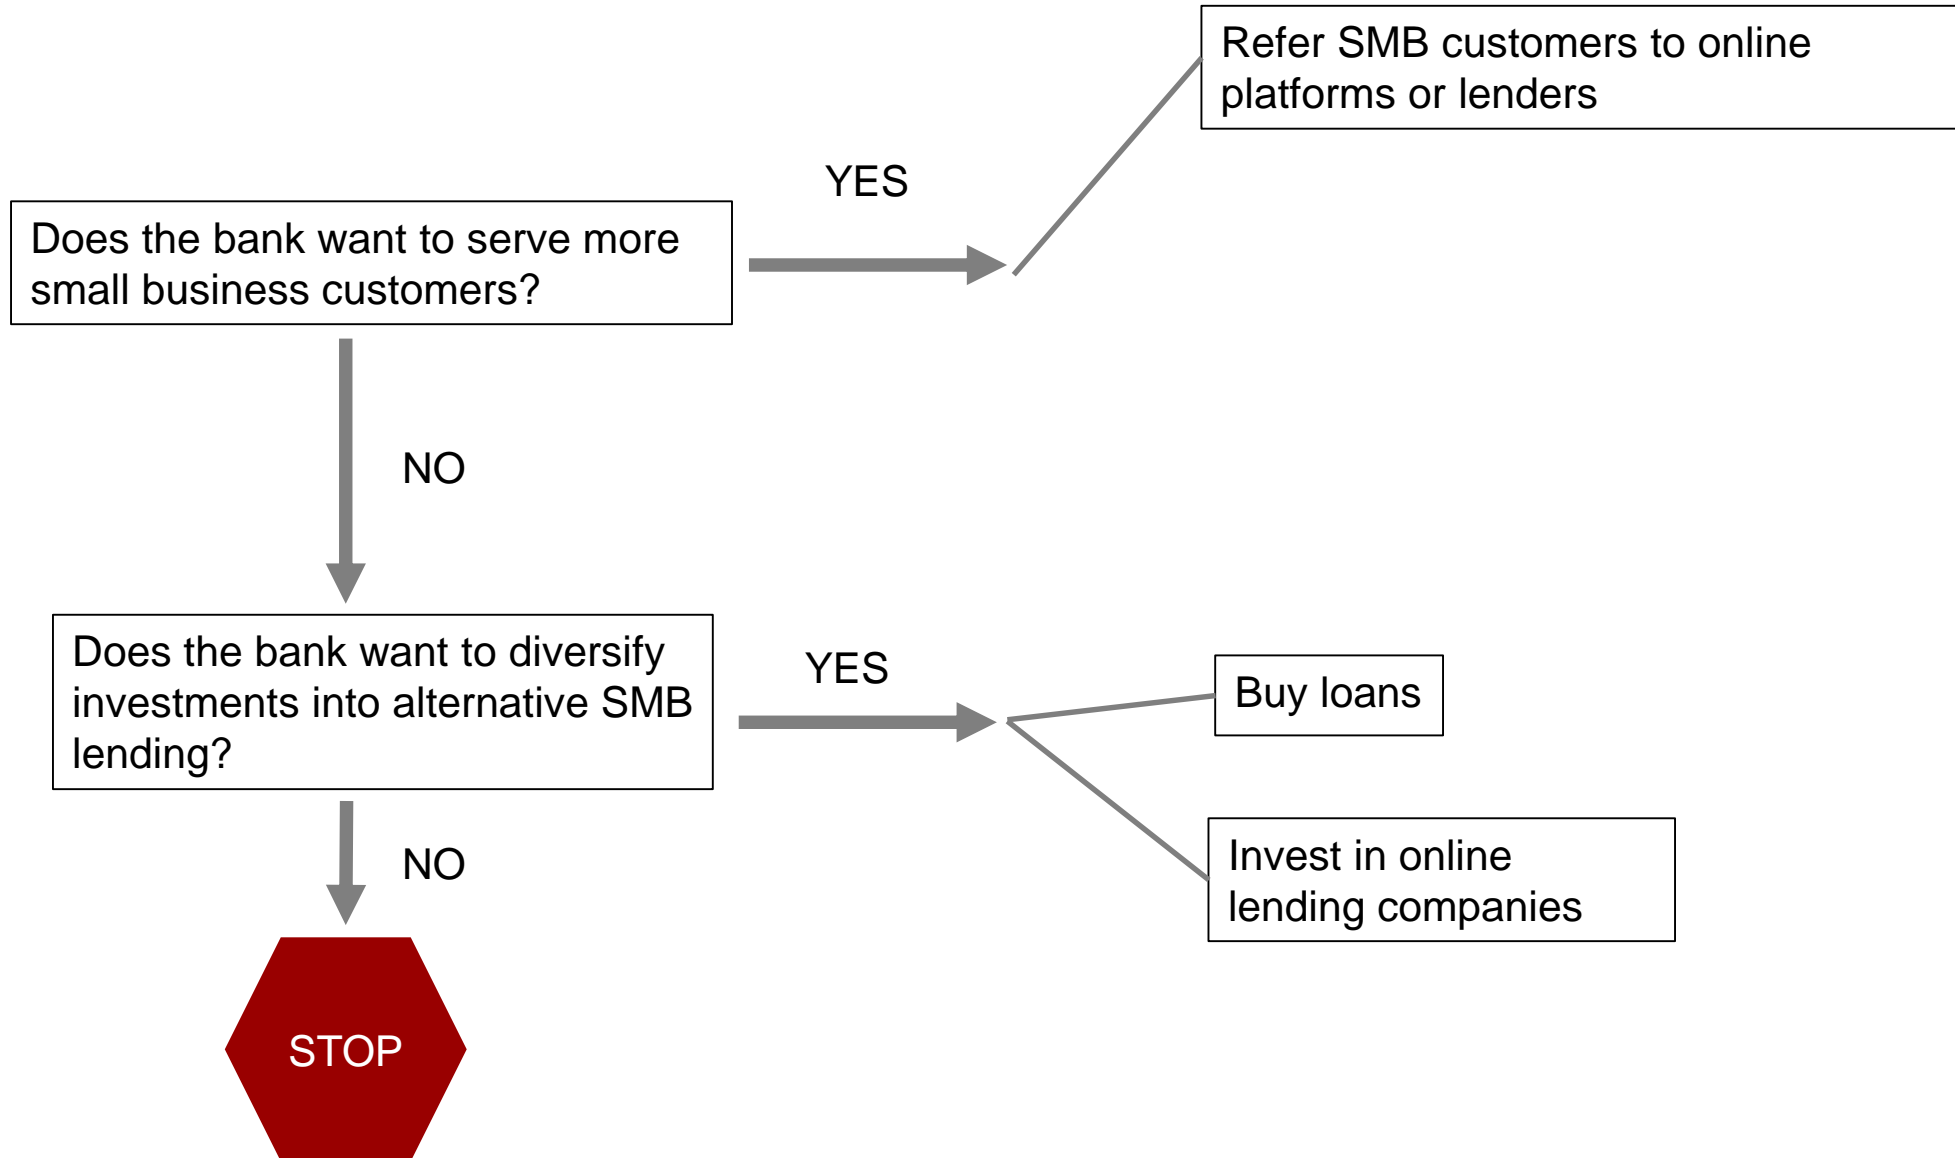 Refer SMB customers to online
platforms or lenders
YES
Does the bank want to serve more
small business customers?
NO
Does the bank want to diversify
investments into alternative SMB
lending?
YES
Buy loans
Invest in online
lending companies
NO
STOP